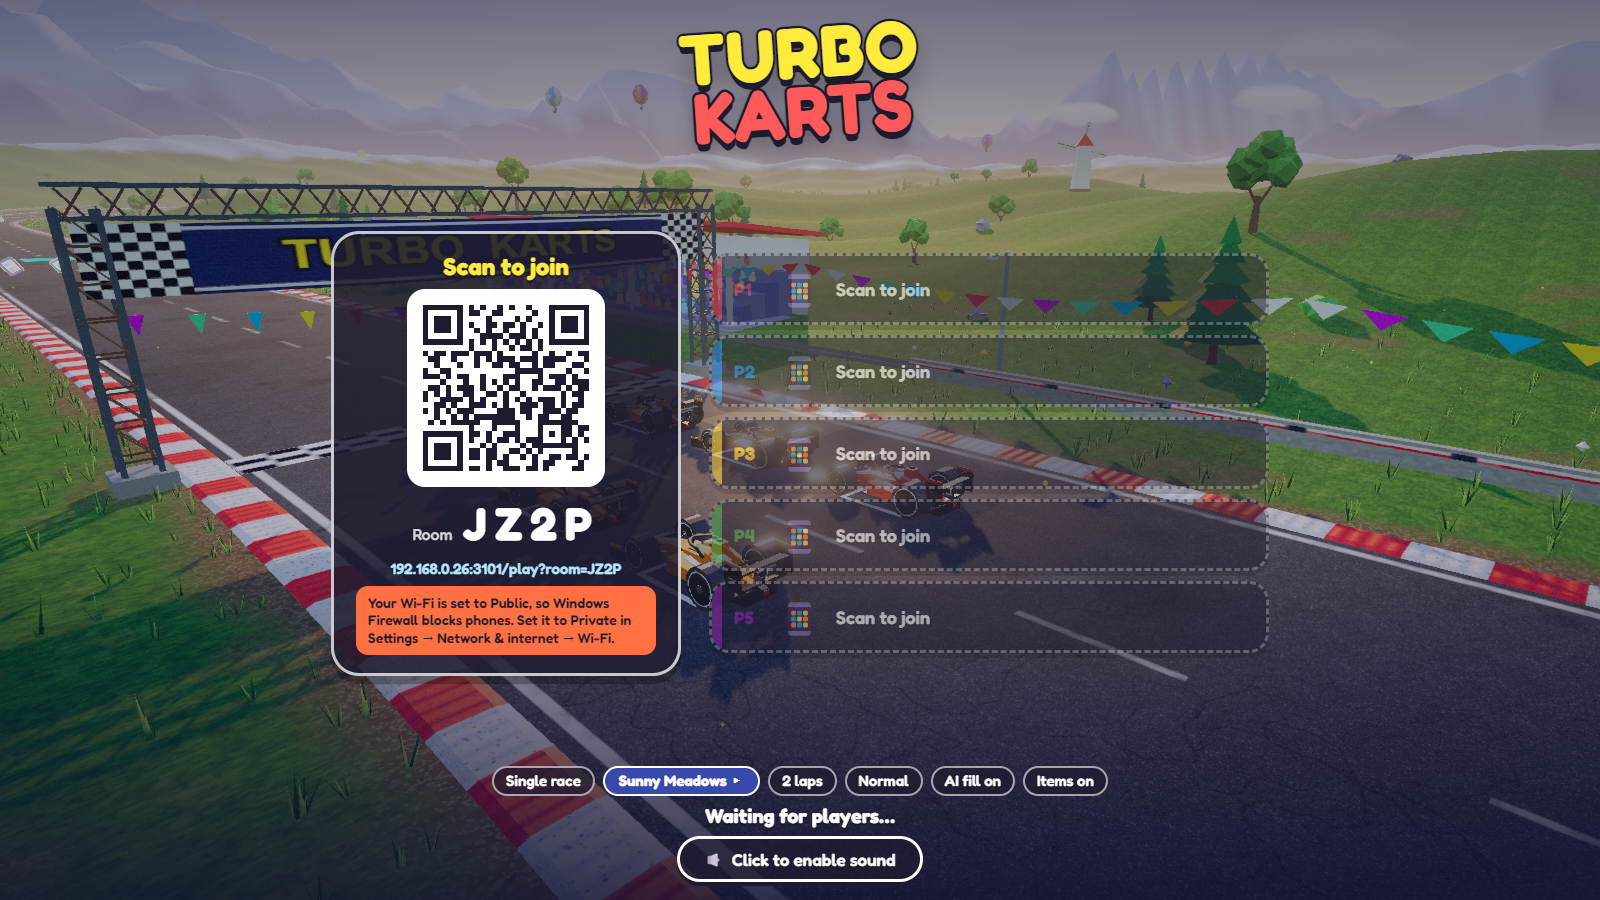 TURBO
KARTS
TURBO KARTS
Scan to join
Room JZ2P
192.168.0.26:3101/play?room=JZ2P
Your Wi-Fi is set to Public, so Windows
Firewall blocks phones. Set it to Private in
Settings → Network & internet → Wi-Fi.
P1 Scan to join
P2 Scan to join
P3 Scan to join
P4 Scan to join
P5 Scan to join
Single race
Sunny Meadows ▸
2 laps
Normal
AI fill on
Items on
Waiting for players...
Click to enable sound